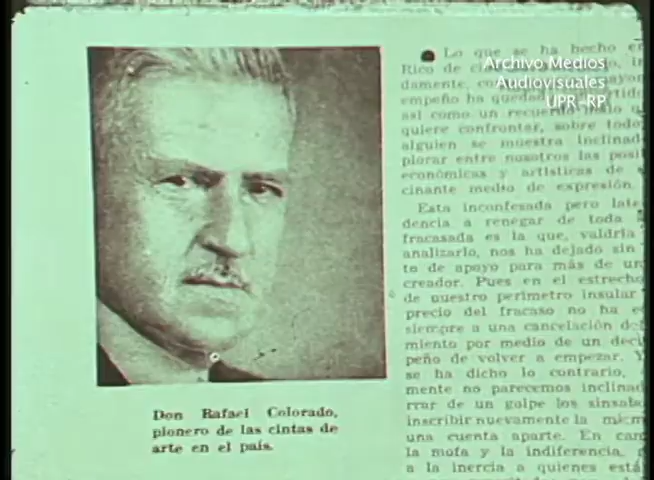 Don Rafael Colorado,
pionero de las cintas de
arte en el país.
Lo que se ha hecho en
Rico de
damente,
empeño ha
así como un recuerdo malo
quiere confrontar, sobre todo
alguien se muestra inclinad
plorar entre nosotros las posi
económicas y artísticas de
cinante medio de expresión.
Esta inconfesada pero late
dencia a renegar de toda
fracasada es la que, valdría
analizarlo, nos ha dejado sin
to de apoyo para más de un
creador. Pues en el estrecho
de nuestro perímetro insular
precio del fracaso no ha e
siempre a una cancelación de
miento por medio de un deci
peño de volver a empezar. Y
se ha dicho lo contrario,
mente no parecemos inclinad
rrar de un golpe los sinsabo
inscribir nuevamente la mism
una cuenta aparte. En cam
la mofa y la indiferencia,
a la inercia a quienes está
Archivo Medios
Audiovisuales
UPR-RP